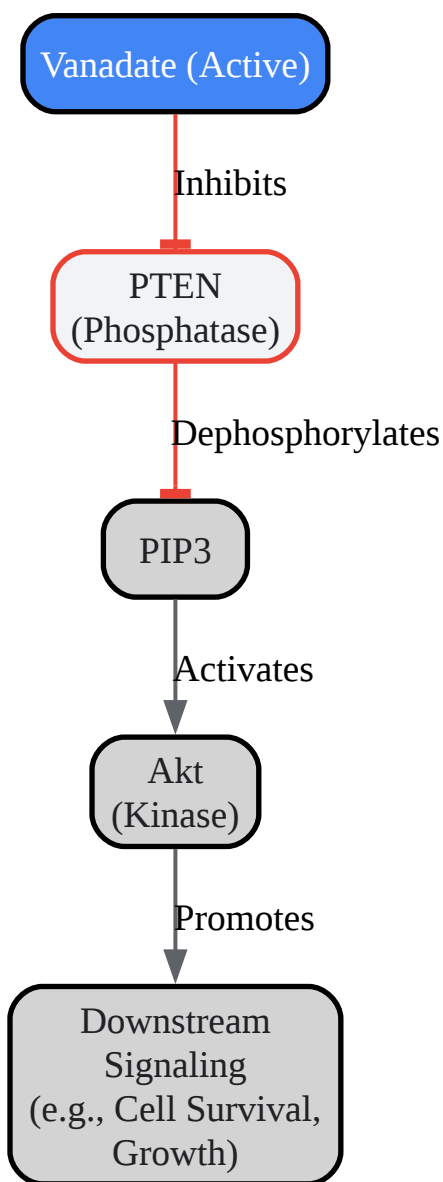 Vanadate (Active)
Inhibits
PTEN
(Phosphatase)
Dephosphorylates
PIP3
Activates
Akt
(Kinase)
Promotes
Downstream
Signaling
(e.g., Cell Survival,
Growth)